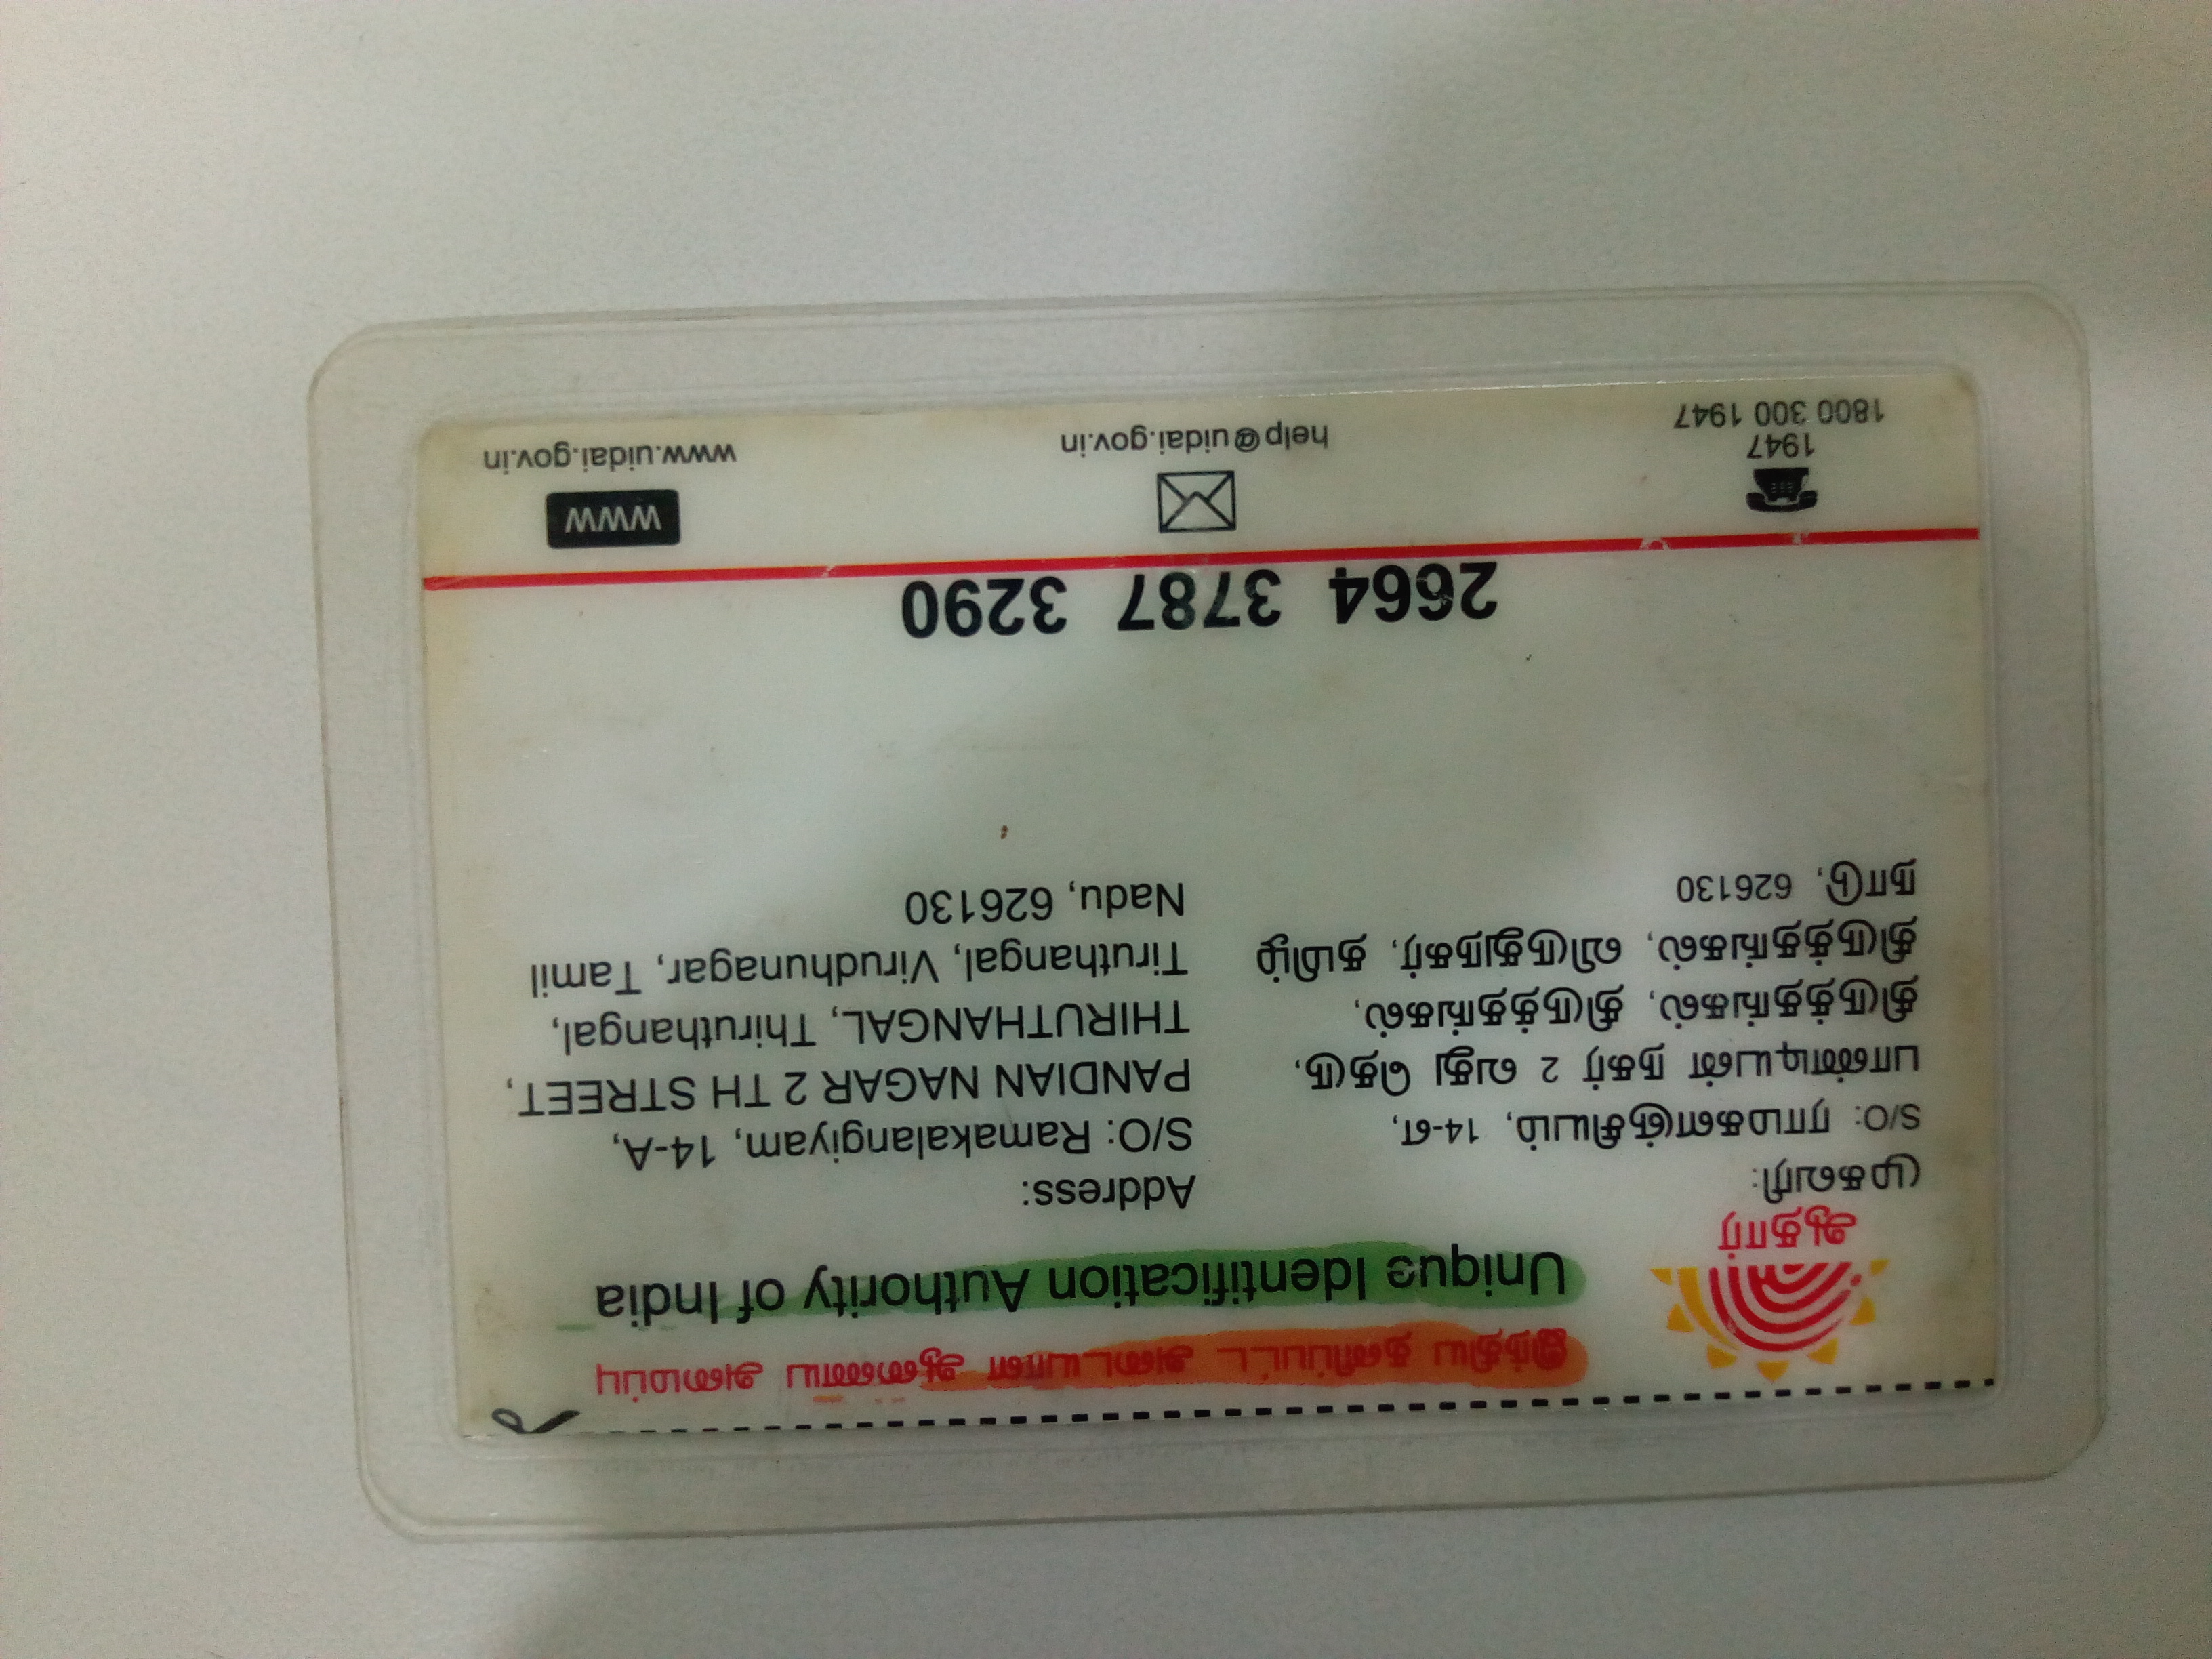 இந்திய தனிப்பட்ட அடையாள ஆணைய அமைப்பு
Unique Identification Authority of India
ஆதார்
முகவரி:
S/O: ராமகளஞ்சியம், 14-எ,
பாண்டியன் நகர் 2 வது தெரு,
திருத்தங்கல், திருத்தங்கல்,
திருத்தங்கல், விருதுநகர், தமிழ்
நாடு, 626130
Address:
S/O: Ramakalangiyam, 14-A,
PANDIAN NAGAR 2 TH STREET,
THIRUTHANGAL, Thiruthangal,
Tiruthangal, Virudhunagar, Tamil
Nadu, 626130
2664 3787 3290
1947
1800 300 1947
help@uidai.gov.in
WWW
www.uidai.gov.in